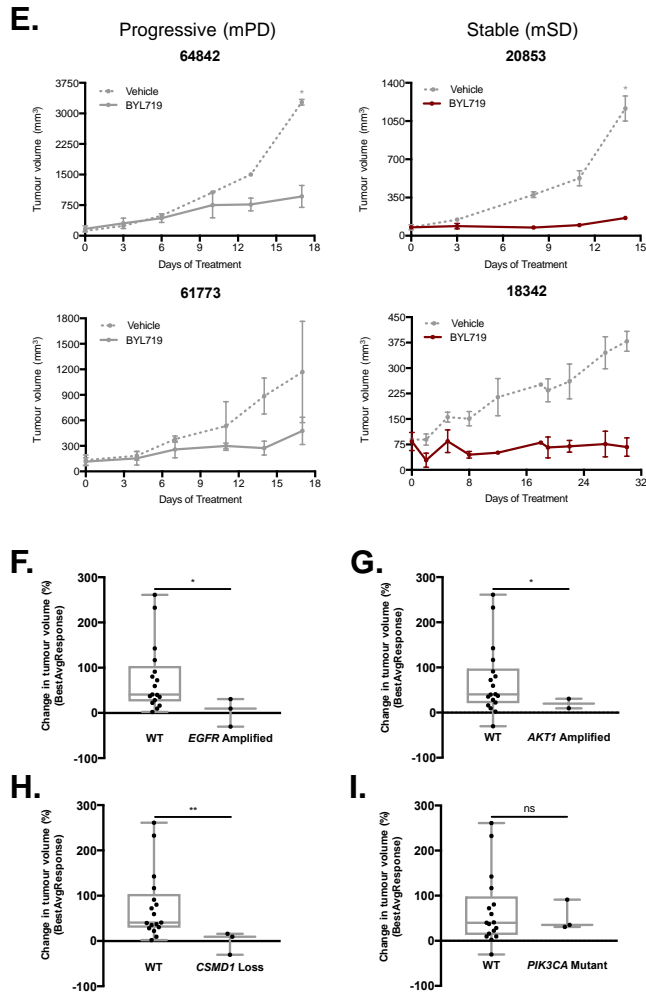 E.
Progressive (mPD)
Stable (mSD)
64842
Tumour volume (mm³)
3750
3000
2250
1500
750
0
Vehicle
BYL719
*
0 3 6 9 12 15 18
Days of Treatment
20853
Tumour volume (mm³)
1400
1050
700
350
0
Vehicle
BYL719
*
0 3 6 9 12 15
Days of Treatment
61773
Tumour volume (mm³)
1800
1500
1200
900
600
300
0
Vehicle
BYL719
0 3 6 9 12 15 18
Days of Treatment
18342
Tumour volume (mm³)
450
375
300
225
150
75
0
Vehicle
BYL719
0 8 16 24 32
Days of Treatment
F.
Change in tumour volume (%)
(BestAvgResponse)
300
200
100
0
-100
*
WT EGFR Amplified
G.
Change in tumour volume (%)
(BestAvgResponse)
300
200
100
0
-100
*
WT AKT1 Amplified
H.
Change in tumour volume (%)
(BestAvgResponse)
300
200
100
0
-100
**
WT CSMD1 Loss
I.
Change in tumour volume (%)
(BestAvgResponse)
300
200
100
0
-100
ns
WT PIK3CA Mutant